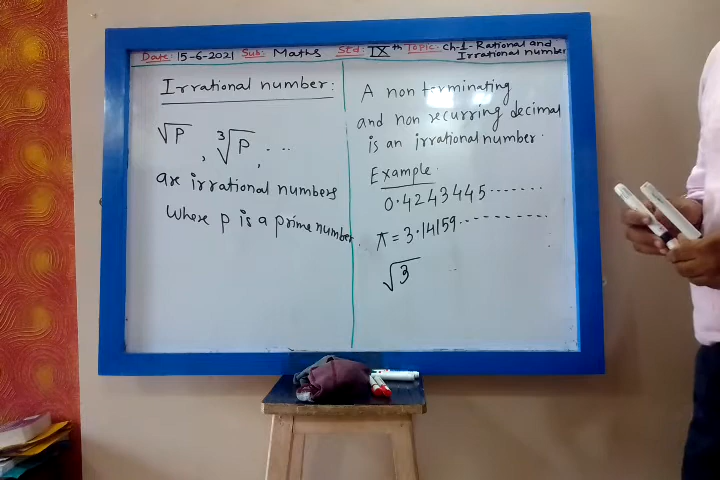 Date: 15-6-2021 Sub: Maths Std: IXth Topic: Ch-1- Rational and
Irrational number
Irrational number:
√P, ∛P, ...
are irrational numbers
where p is a prime number.
A non terminating
and non recurring decimal
is an irrational number.
Example
0.4243445.......
π = 3.14159-----------
√3